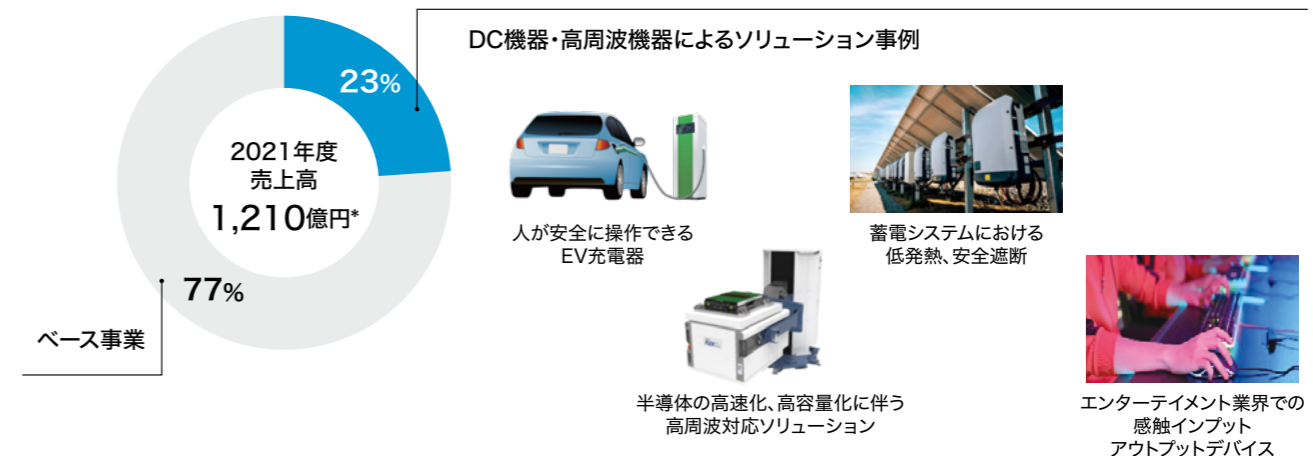 DC機器・高周波機器によるソリューション事例
23%
2021年度
売上高
1,210億円*
77%
ベース事業
人が安全に操作できる
EV充電器
蓄電システムにおける
低発熱、安全遮断
半導体の高速化、高容量化に伴う
高周波対応ソリューション
エンターテイメント業界での
感触インプット
アウトプットデバイス